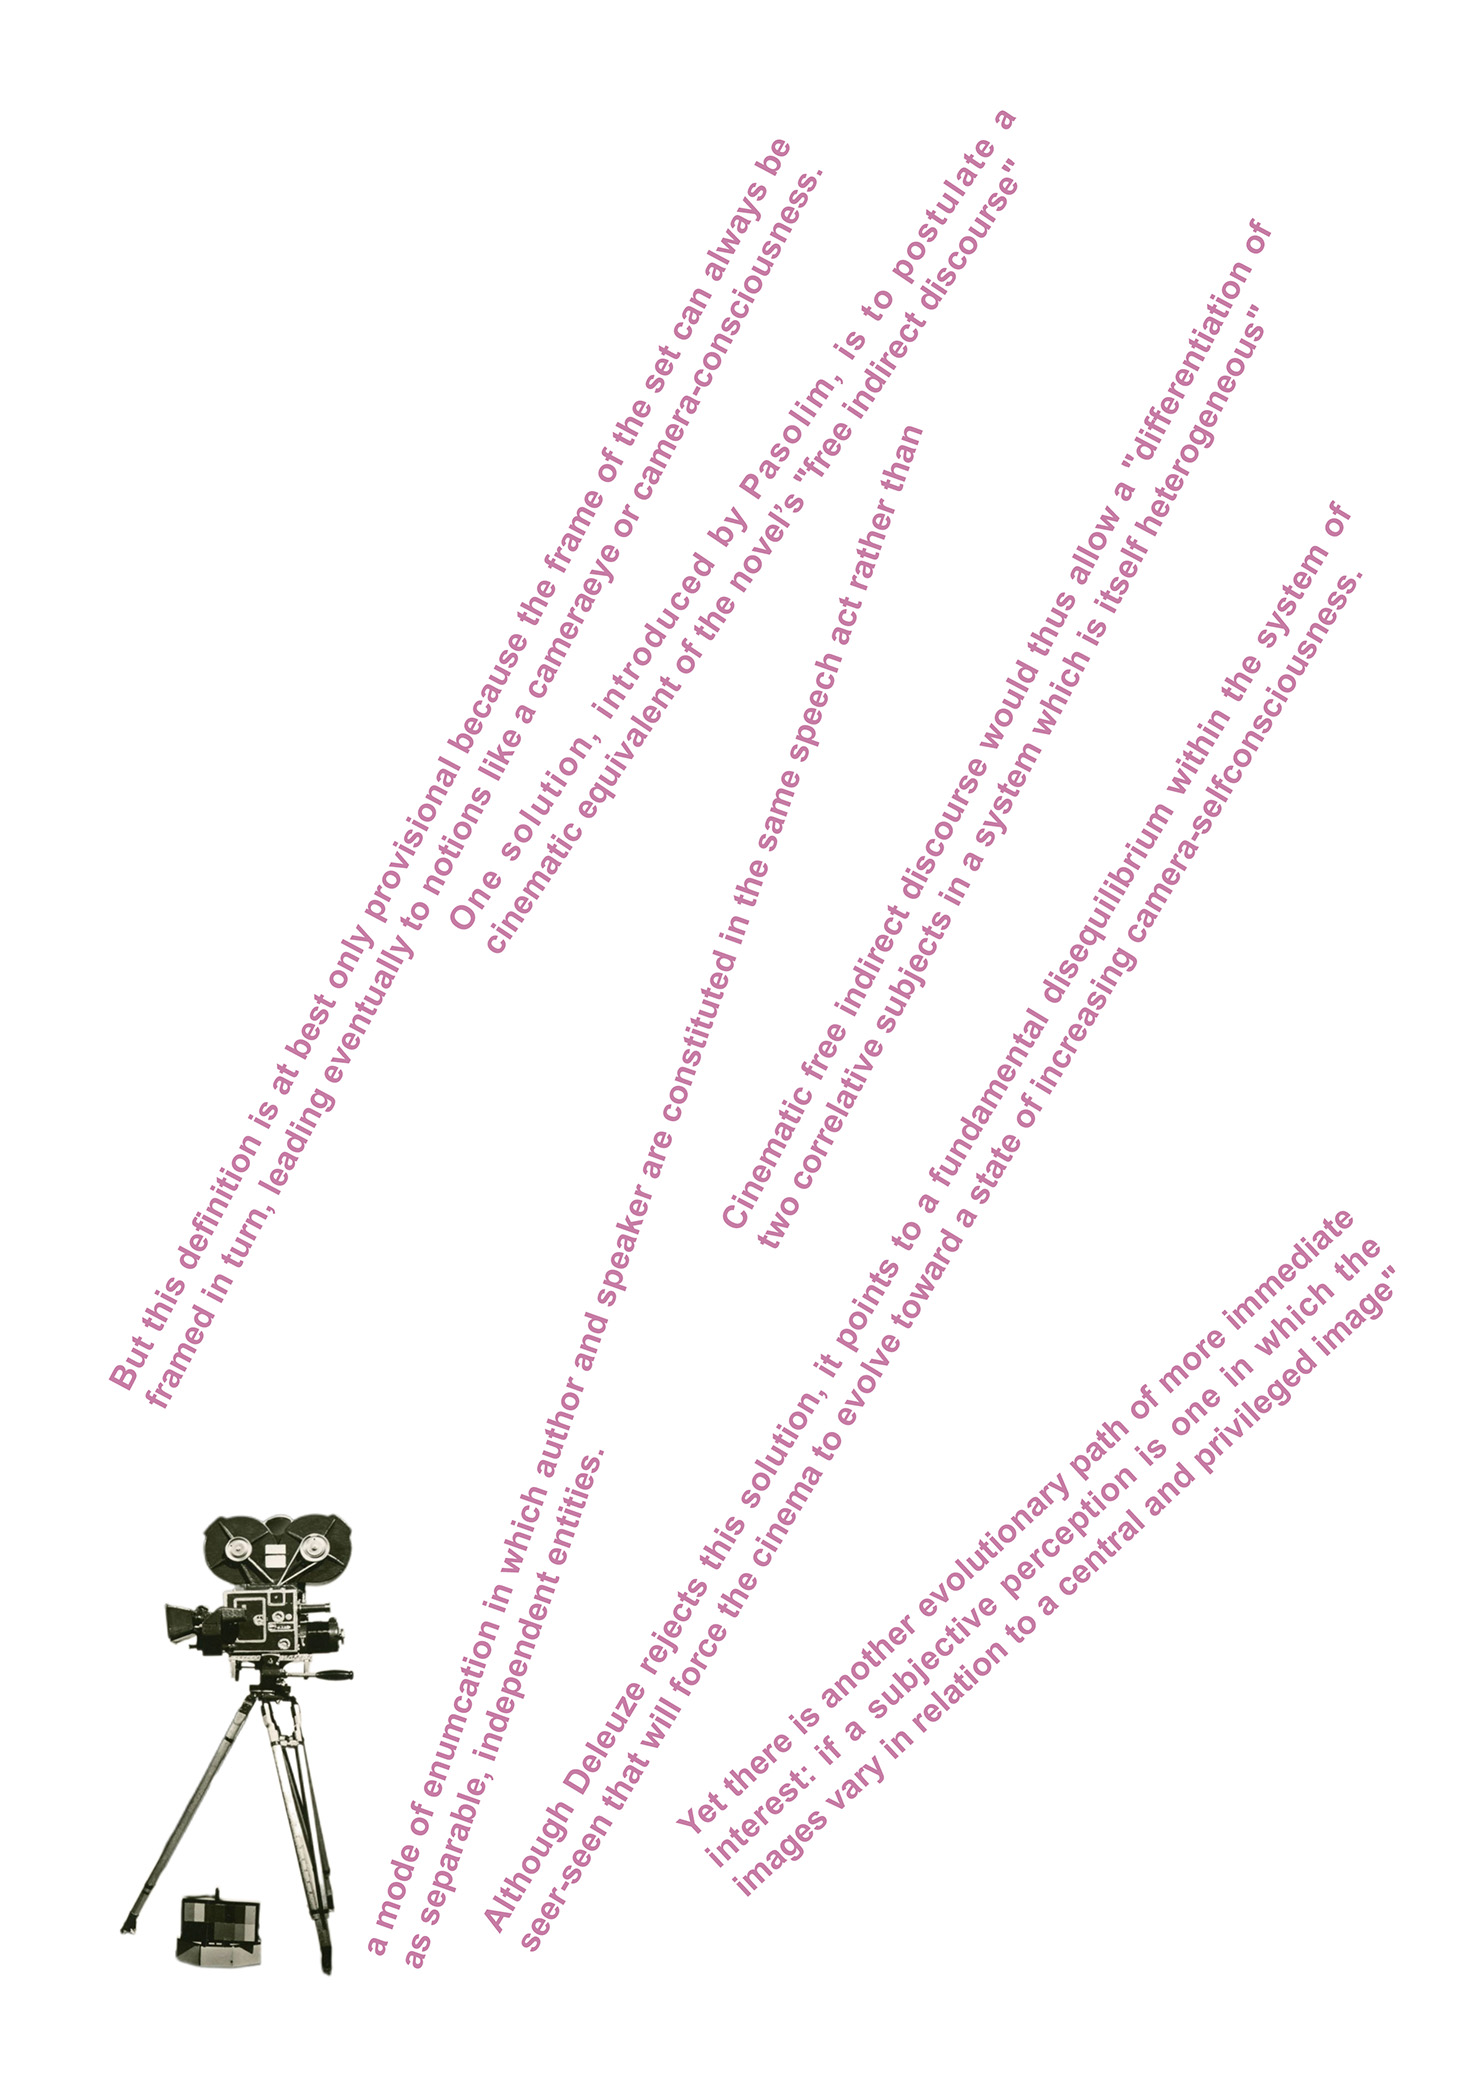 But this definition is at best only provisional because the frame of the set can always be
framed in turn, leading eventually to notions like a cameraeye or camera-consciousness.
One solution, introduced by Pasolim, is to postulate a
cinematic equivalent of the novel's "free indirect discourse"
a mode of enumcation in which author and speaker are constituted in the same speech act rather than
as separable, independent entities.
Cinematic free indirect discourse would thus allow a "differentiation of
two correlative subjects in a system which is itself heterogeneous"
Although Deleuze rejects this solution, it points to a fundamental disequilibrium within the system of
seer-seen that will force the cinema to evolve toward a state of increasing camera-selfconsciousness.
Yet there is another evolutionary path of more immediate
interest: if a subjective perception is one in which the
images vary in relation to a central and privileged image"